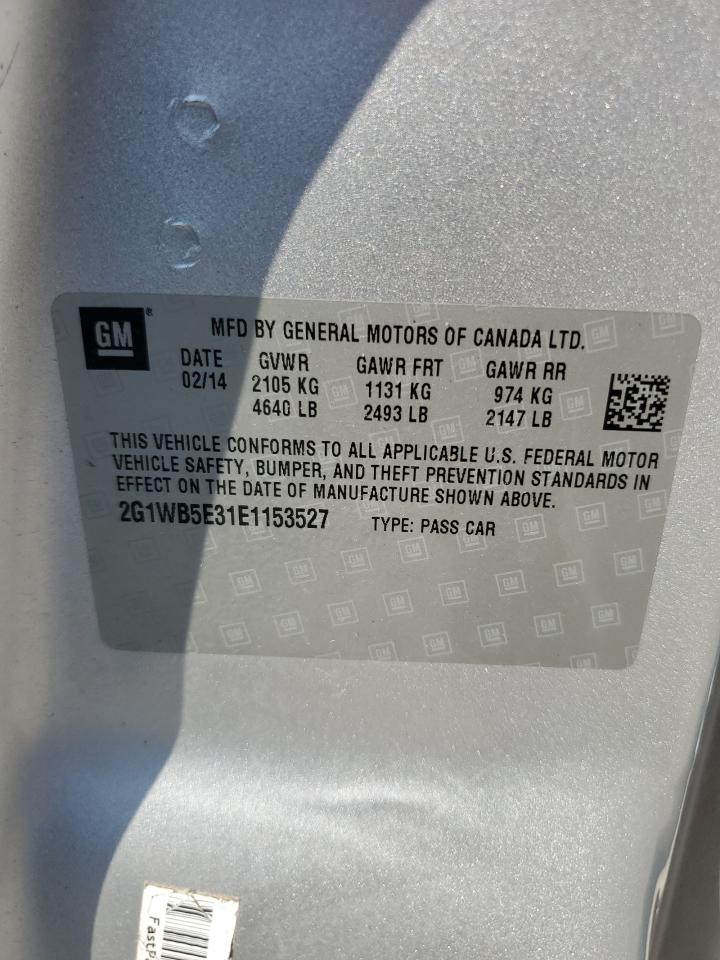 GM ®
MFD BY GENERAL MOTORS OF CANADA LTD.
DATE GVWR GAWR FRT GAWR RR
02/14 2105 KG 1131 KG 974 KG
4640 LB 2493 LB 2147 LB
THIS VEHICLE CONFORMS TO ALL APPLICABLE U.S. FEDERAL MOTOR
VEHICLE SAFETY, BUMPER, AND THEFT PREVENTION STANDARDS IN
EFFECT ON THE DATE OF MANUFACTURE SHOWN ABOVE.
2G1WB5E31E1153527 TYPE: PASS CAR